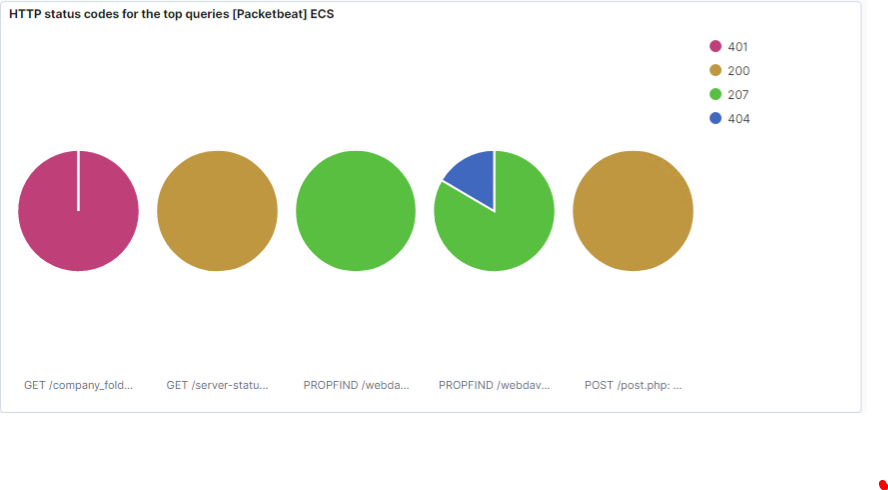 HTTP status codes for the top queries [Packetbeat] ECS
401
200
207
404
GET /company_fold...
GET /server-statu...
PROPFIND /webda...
PROPFIND /webdav...
POST /post.php: ...